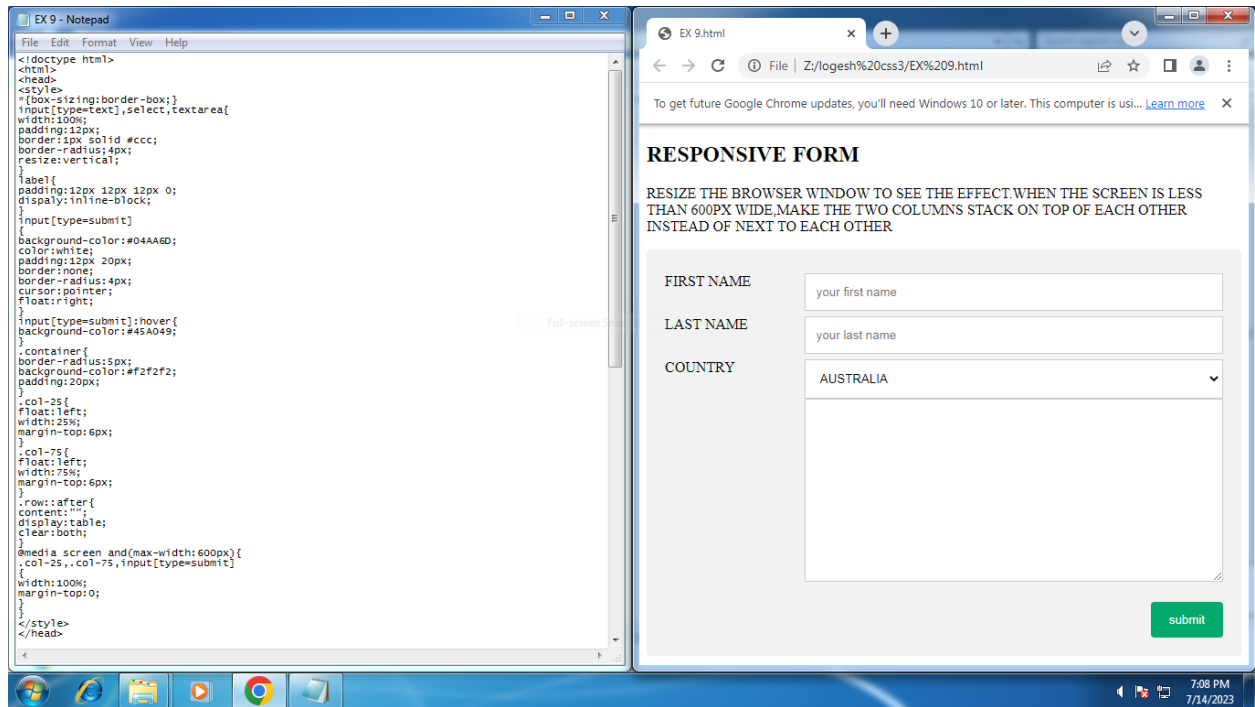 EX 9 - Notepad
File Edit Format View Help
<!doctype html>
<html>
<head>
<style>
*{box-sizing:border-box;}
input[type=text],select,textarea{
width:100%;
padding:12px;
border:1px solid #ccc;
border-radius;4px;
resize:vertical;
}
label{
padding:12px 12px 12px 0;
dispaly:inline-block;
}
input[type=submit]
{
background-color:#04AA6D;
color:white;
padding:12px 20px;
border:none;
border-radius:4px;
cursor:pointer;
float:right;
}
input[type=submit]:hover{
background-color:#45A049;
}
.container{
border-radius:5px;
background-color:#f2f2f2;
padding:20px;
}
.col-25{
float:left;
width:25%;
margin-top:6px;
}
.col-75{
float:left;
width:75%;
margin-top:6px;
}
.row::after{
content:"";
display:table;
clear:both;
}
@media screen and(max-width:600px){
.col-25,.col-75,input[type=submit]
{
width:100%;
margin-top:0;
}
}
</style>
</head>
Full-screen Snip
EX 9.html
File Z:/logesh%20css3/EX%209.html
To get future Google Chrome updates, you'll need Windows 10 or later. This computer is usi... Learn more
RESPONSIVE FORM
RESIZE THE BROWSER WINDOW TO SEE THE EFFECT.WHEN THE SCREEN IS LESS
THAN 600PX WIDE,MAKE THE TWO COLUMNS STACK ON TOP OF EACH OTHER
INSTEAD OF NEXT TO EACH OTHER
FIRST NAME
your first name
LAST NAME
your last name
COUNTRY
AUSTRALIA
submit
7:08 PM
7/14/2023